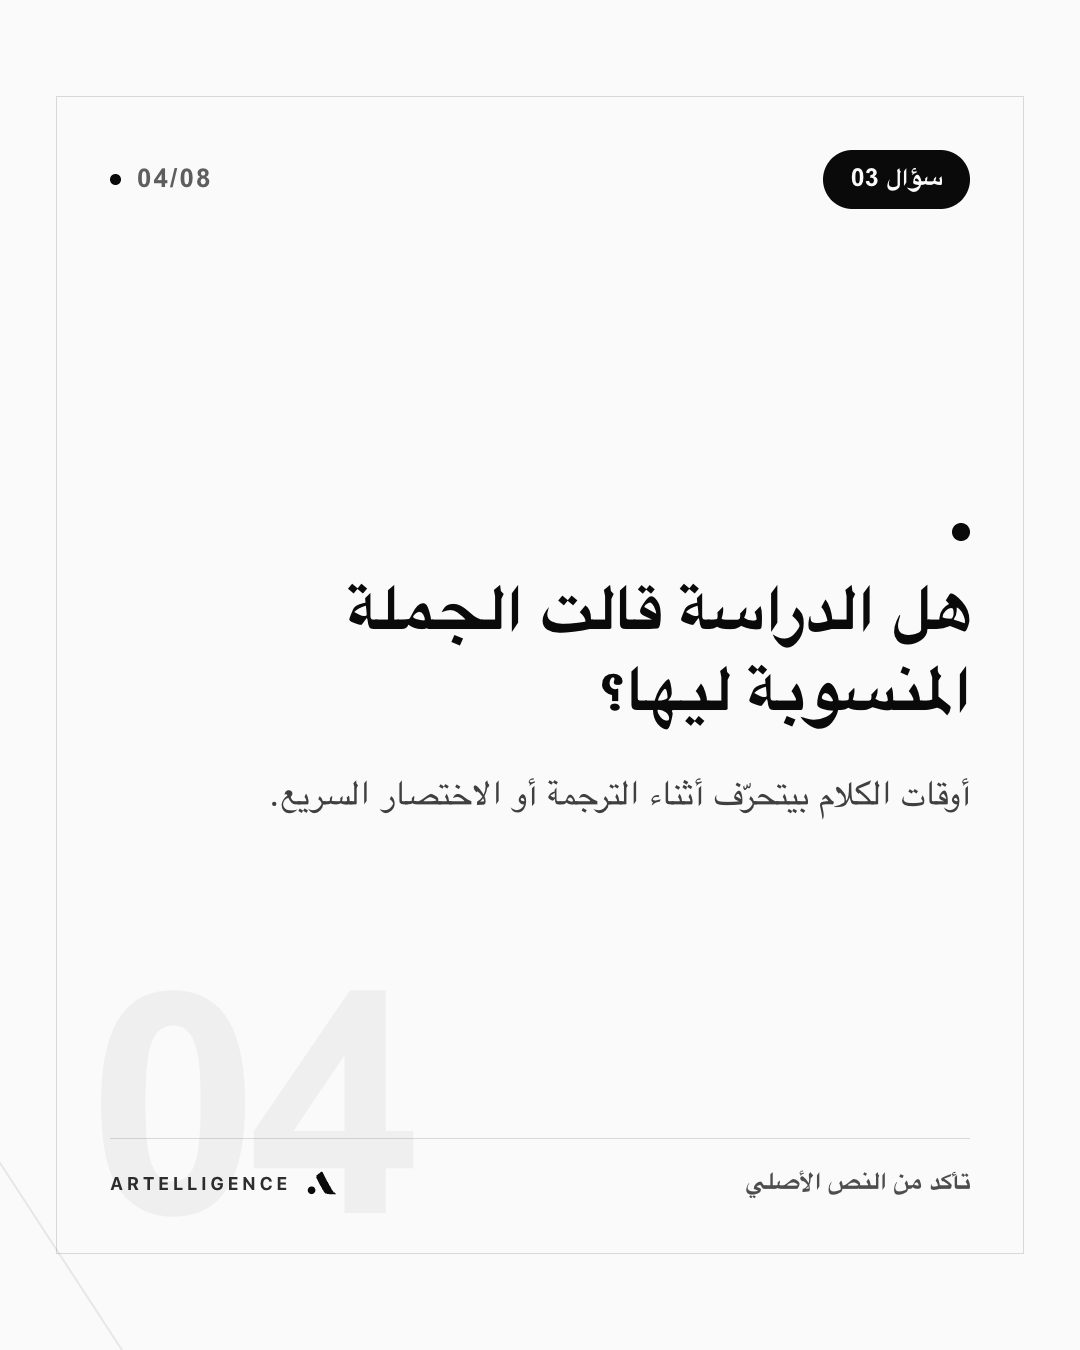 سؤال 03
04/08
هل الدراسة قالت الجملة
المنسوبة ليها؟
أوقات الكلام بيتحرّف أثناء الترجمة أو الاختصار السريع.
04
تأكد من النص الأصلي
ARTELLIGENCE